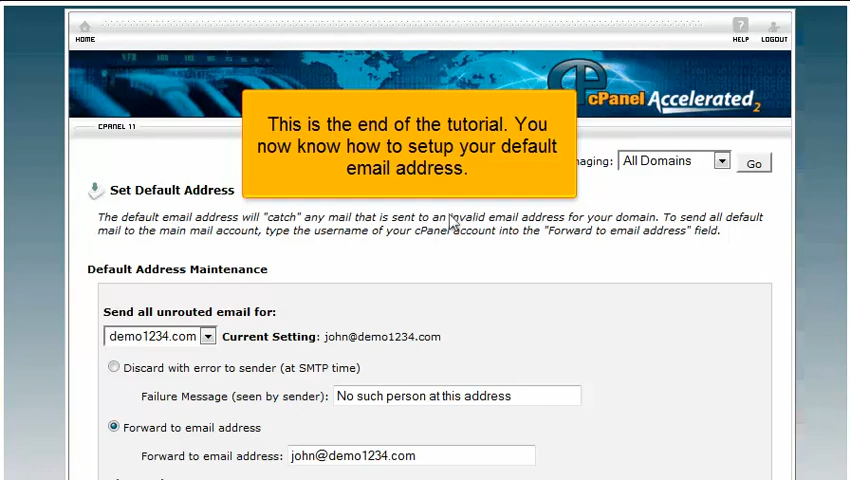 HOME
HELP
LOGOUT
cPanel Accelerated2
CPANEL 11
This is the end of the tutorial. You
now know how to setup your default
email address.
naging: All Domains Go
Set Default Address
The default email address will "catch" any mail that is sent to an invalid email address for your domain. To send all default
mail to the main mail account, type the username of your cPanel account into the "Forward to email address" field.
Default Address Maintenance
Send all unrouted email for:
demo1234.com Current Setting: john@demo1234.com
Discard with error to sender (at SMTP time)
Failure Message (seen by sender): No such person at this address
Forward to email address
Forward to email address: john@demo1234.com